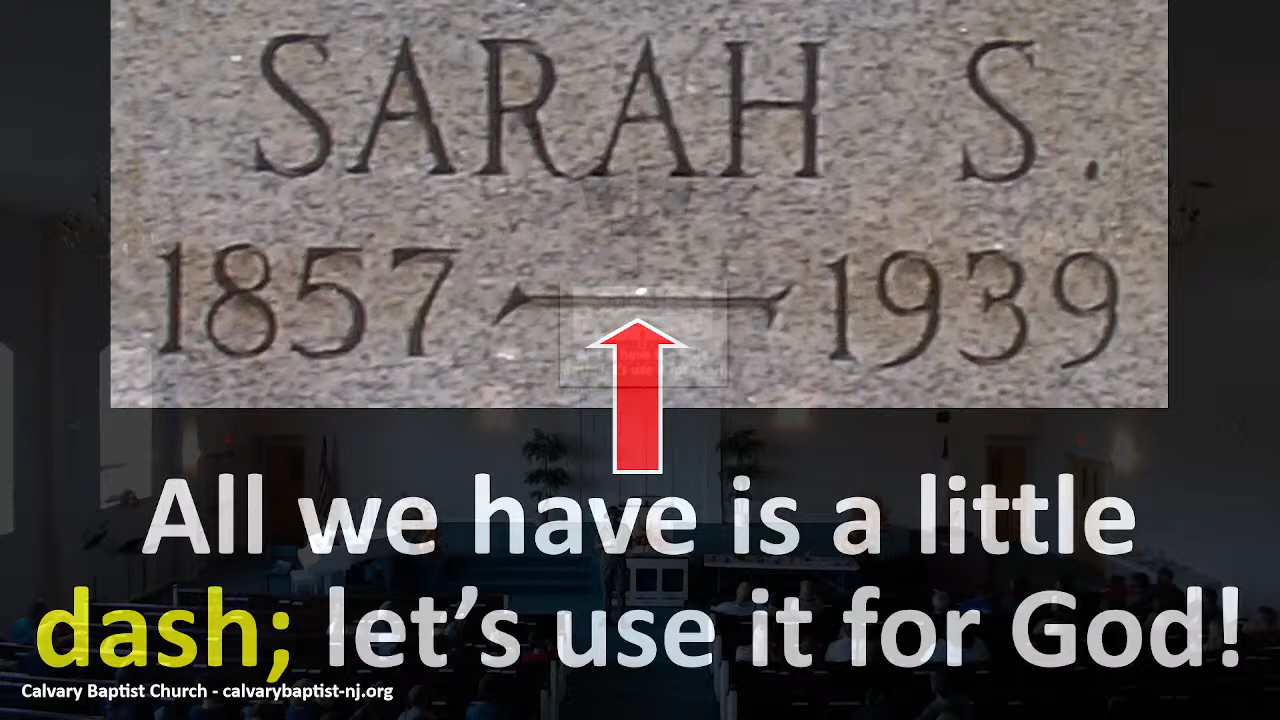 SARAH S.
1857 — 1939
All we have is a little
dash; let’s use it for God!
Calvary Baptist Church - calvarybaptist-nj.org